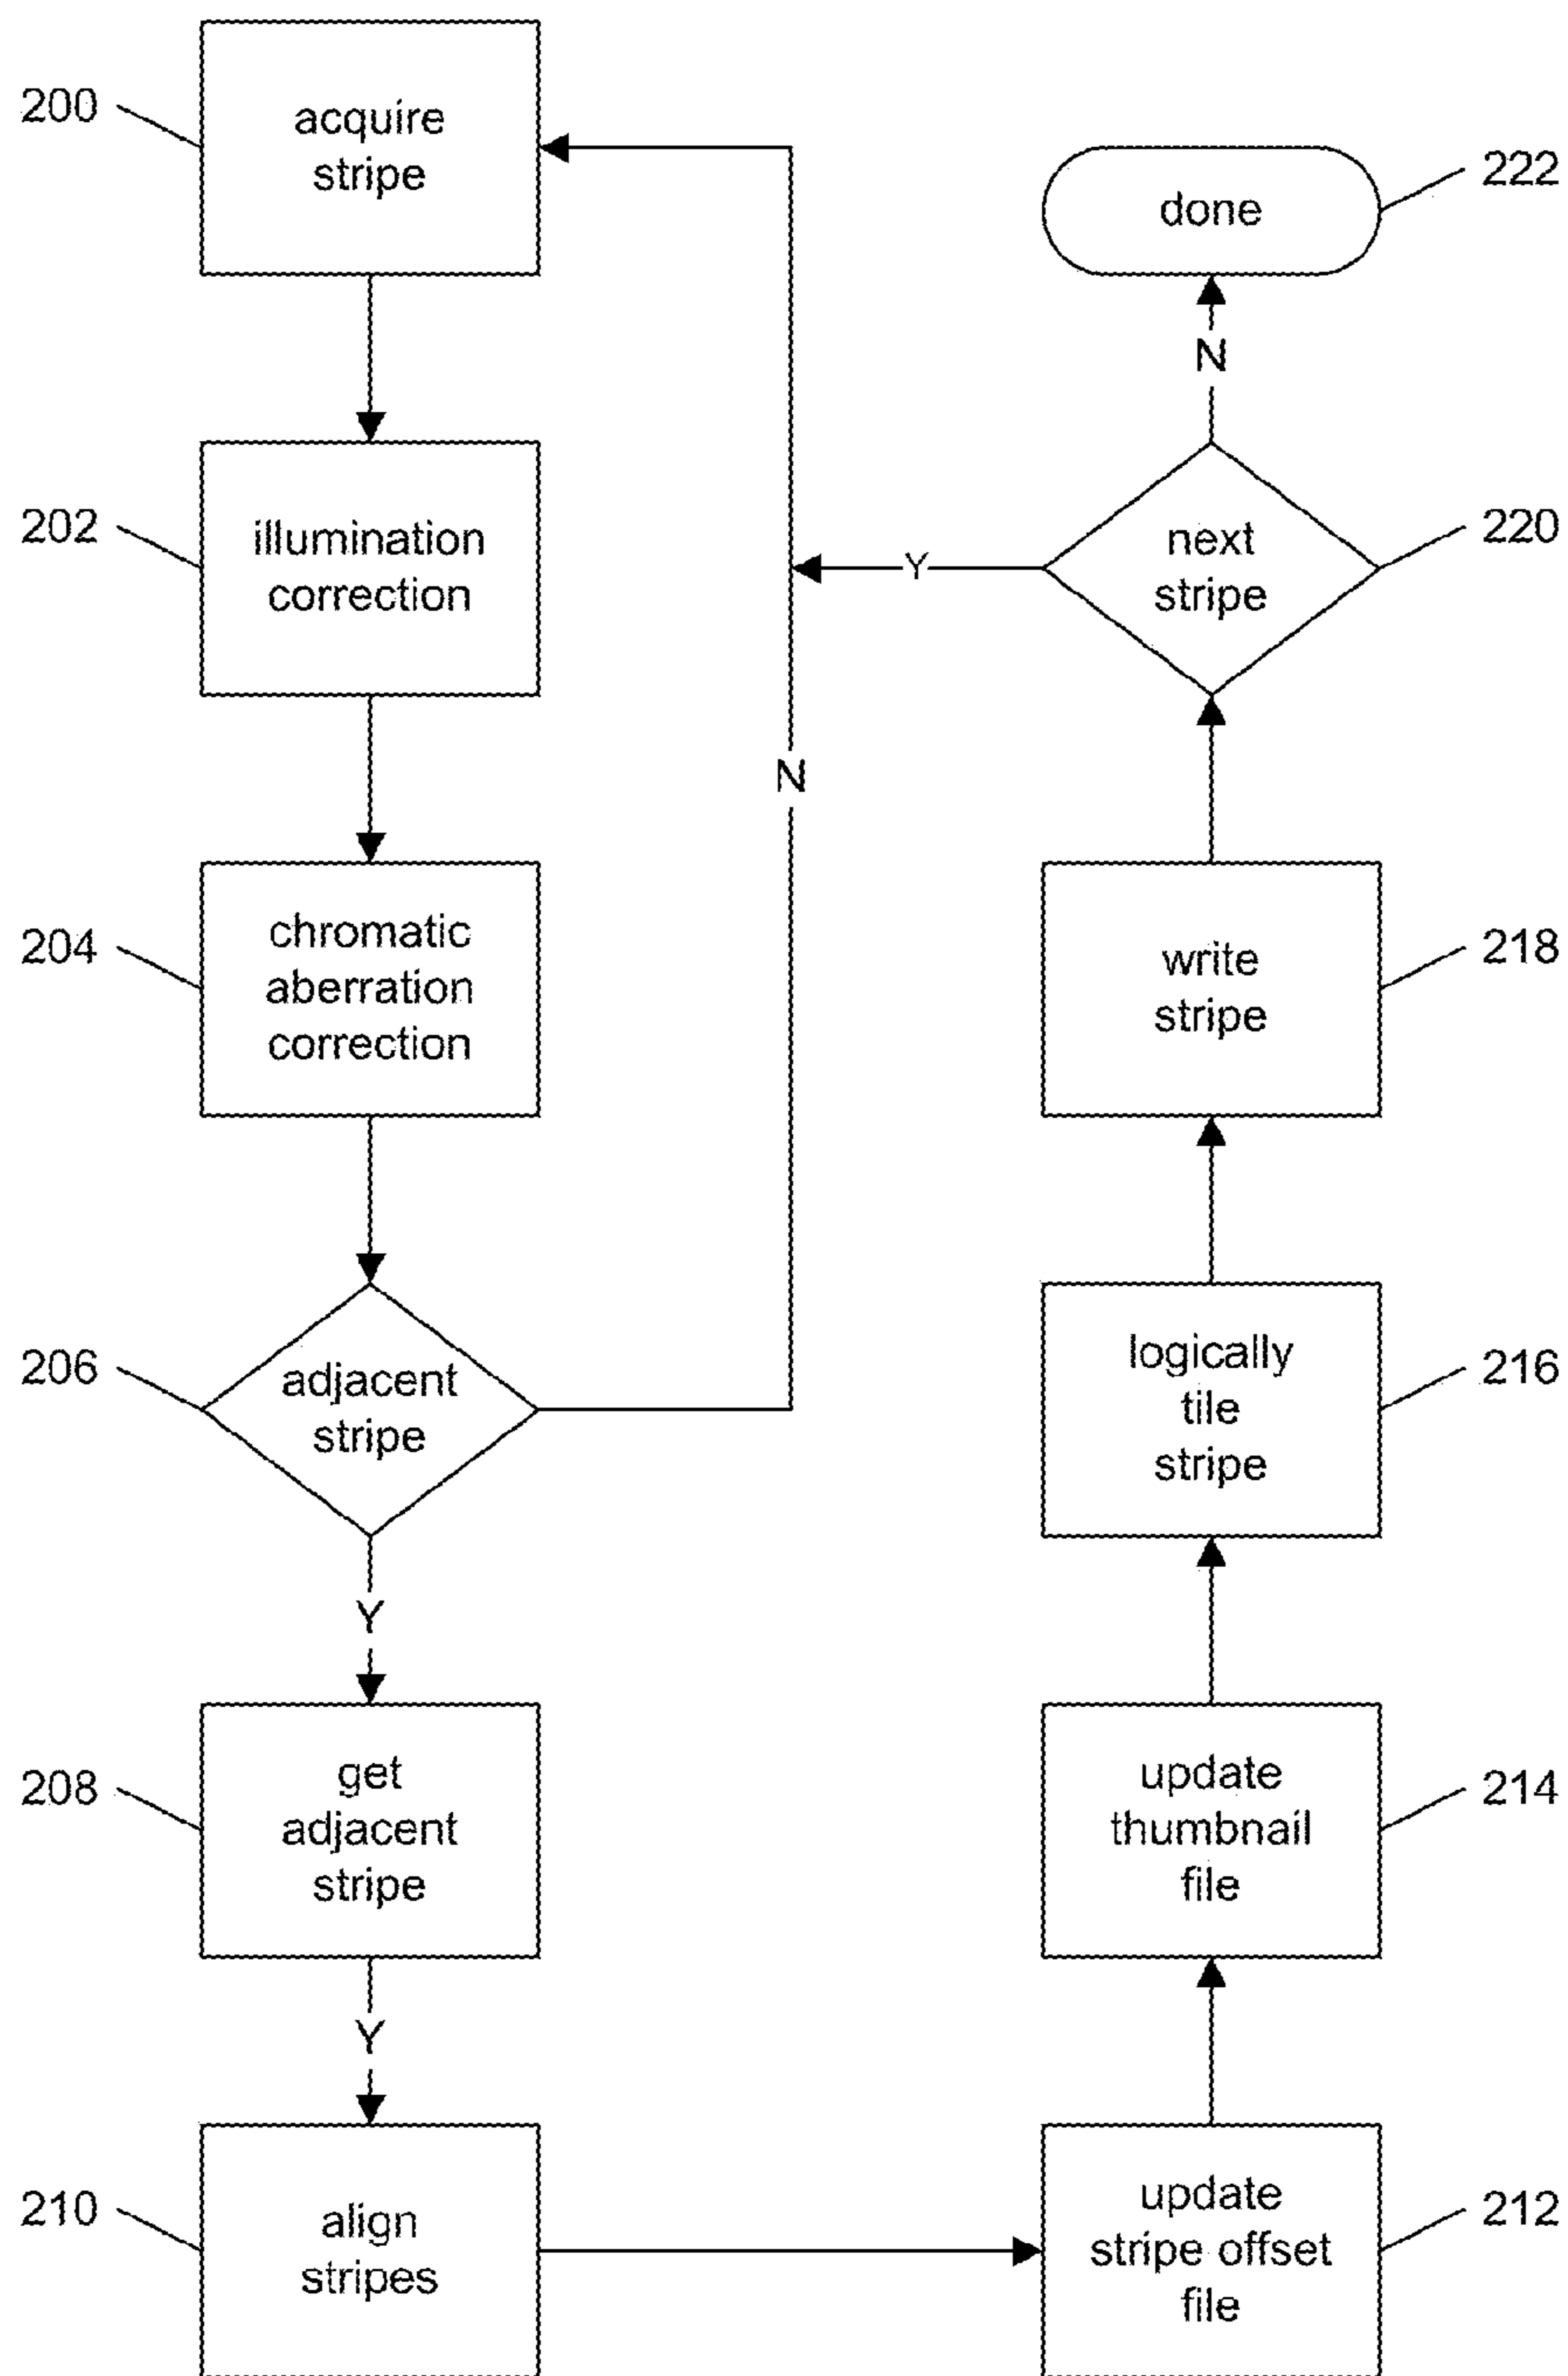 200
acquire
stripe
202
illumination
correction
204
chromatic
aberration
correction
206
adjacent
stripe
N
Y
208
get
adjacent
stripe
Y
210
align
stripes
212
update
stripe offset
file
214
update
thumbnail
file
216
logically
tile
stripe
218
write
stripe
220
next
stripe
Y
N
222
done